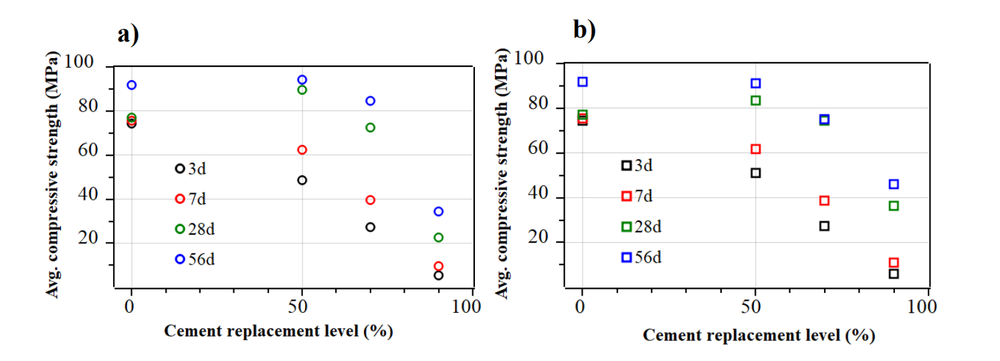 a)
Avg. compressive strength (MPa)
100
80
60
40
20
3d
7d
28d
56d
0 50 100
Cement replacement level (%)
b)
Avg. compressive strength (MPa)
100
80
60
40
20
3d
7d
28d
56d
0 50 100
Cement replacement level (%)